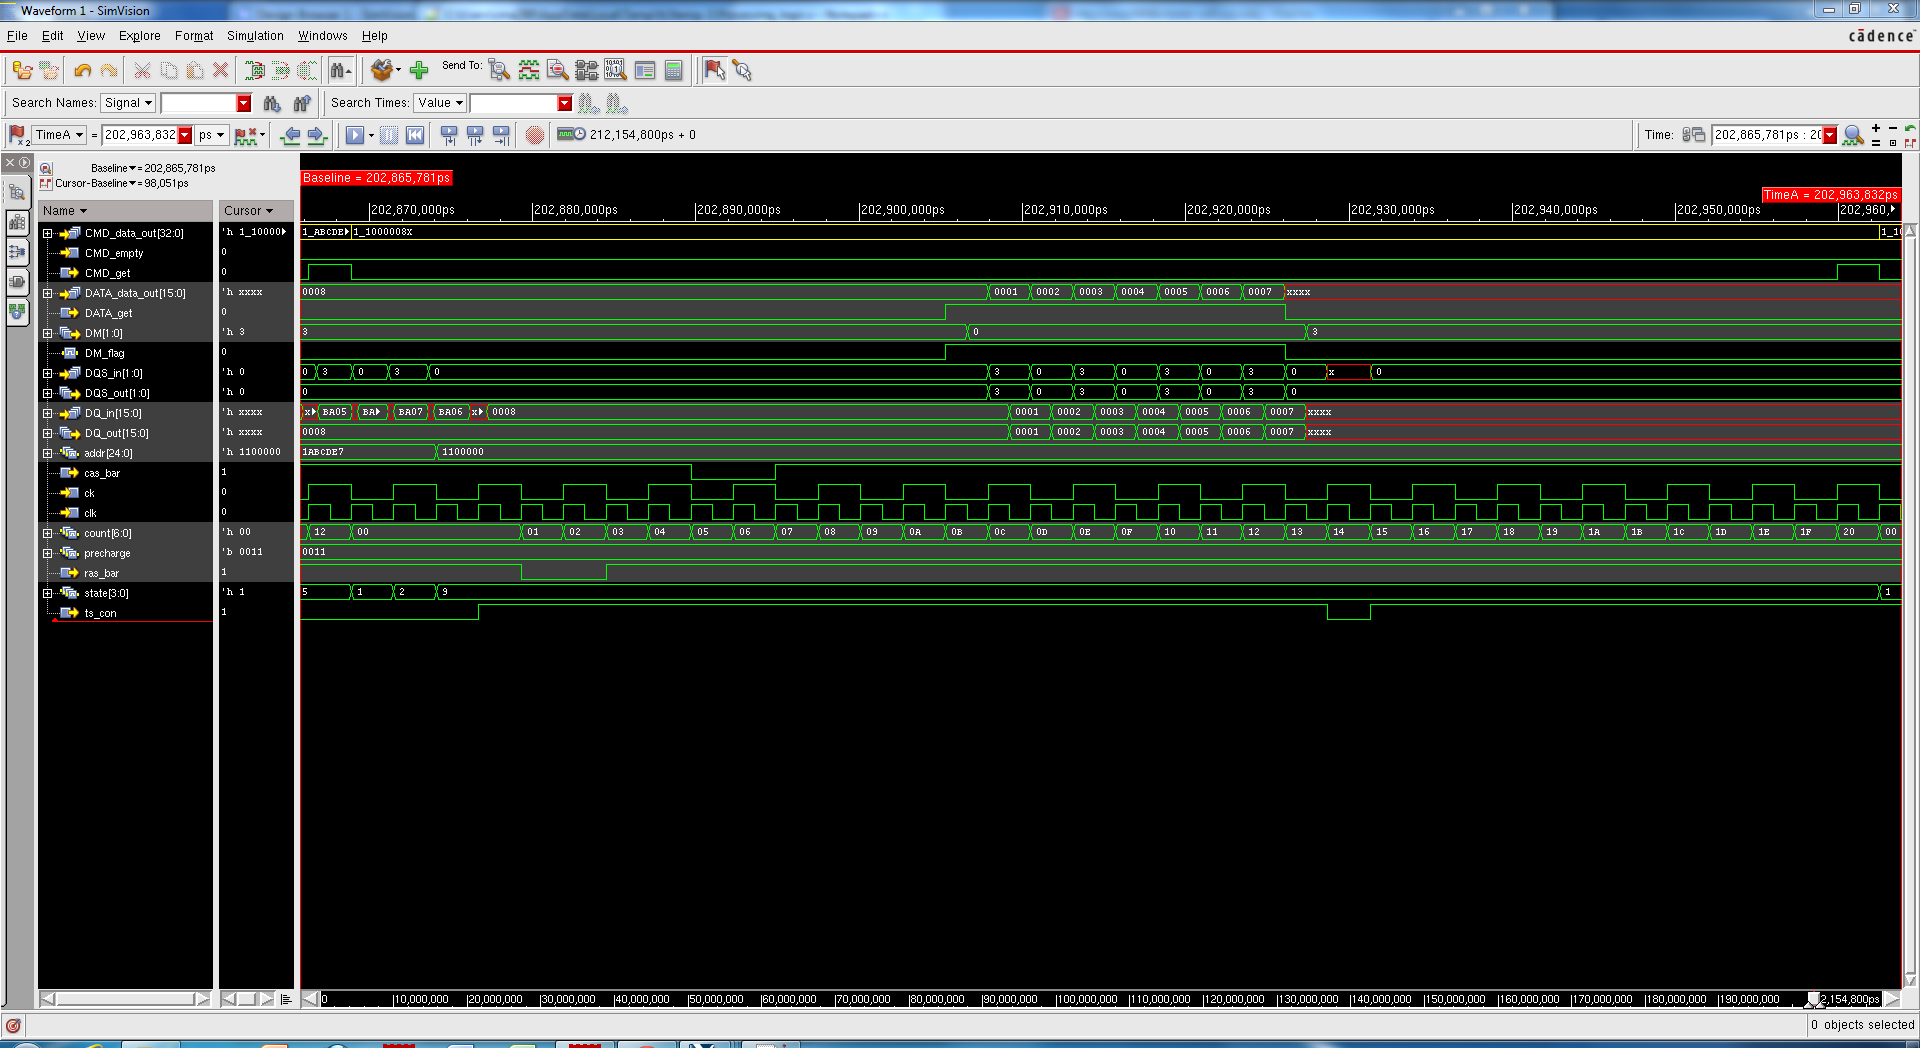 Waveform 1 - SimVision
File Edit View Explore Format Simulation Windows Help
cādence
Send To:
Search Names: Signal Search Times: Value
TimeA = 202,963,832 ps 212,154,800ps + 0 Time: 202,865,781ps : 20
x2
Baseline = 202,865,781ps
Cursor-Baseline = 98,051ps
Baseline = 202,865,781ps
TimeA = 202,963,832ps
Name Cursor 202,870,000ps 202,880,000ps 202,890,000ps 202,900,000ps 202,910,000ps 202,920,000ps 202,930,000ps 202,940,000ps 202,950,000ps 202,960,
CMD_data_out[32:0] 'h 1_10000 1_ABCDE 1_1000008X 1_10
CMD_empty 0
CMD_get 0
DATA_data_out[15:0] 'h xxxx 0008 0001 0002 0003 0004 0005 0006 0007 xxxx
DATA_get 0
DM[1:0] 'h 3 3 0 3
DM_flag 0
DQS_in[1:0] 'h 0 0 3 0 3 0 3 0 3 0 3 0 3 0 x 0
DQS_out[1:0] 'h 0 0 3 0 3 0 3 0 3 0
DQ_in[15:0] 'h xxxx x BA05 BA BA07 BA06 x 0008 0001 0002 0003 0004 0005 0006 0007 xxxx
DQ_out[15:0] 'h xxxx 0008 0001 0002 0003 0004 0005 0006 0007 xxxx
addr[24:0] 'h 1100000 1ABCDE7 1100000
cas_bar 1
ck 0
clk 0
count[6:0] 'h 00 12 00 01 02 03 04 05 06 07 08 09 0A 0B 0C 0D 0E 0F 10 11 12 13 14 15 16 17 18 19 1A 1B 1C 1D 1E 1F 20 00
precharge 'b 0011 0011
ras_bar 1
state[3:0] 'h 1 5 1 2 9 1
ts_con 1
0 10,000,000 20,000,000 30,000,000 40,000,000 50,000,000 60,000,000 70,000,000 80,000,000 90,000,000 100,000,000 110,000,000 120,000,000 130,000,000 140,000,000 150,000,000 160,000,000 170,000,000 180,000,000 190,000,000 2,154,800ps
0 objects selected